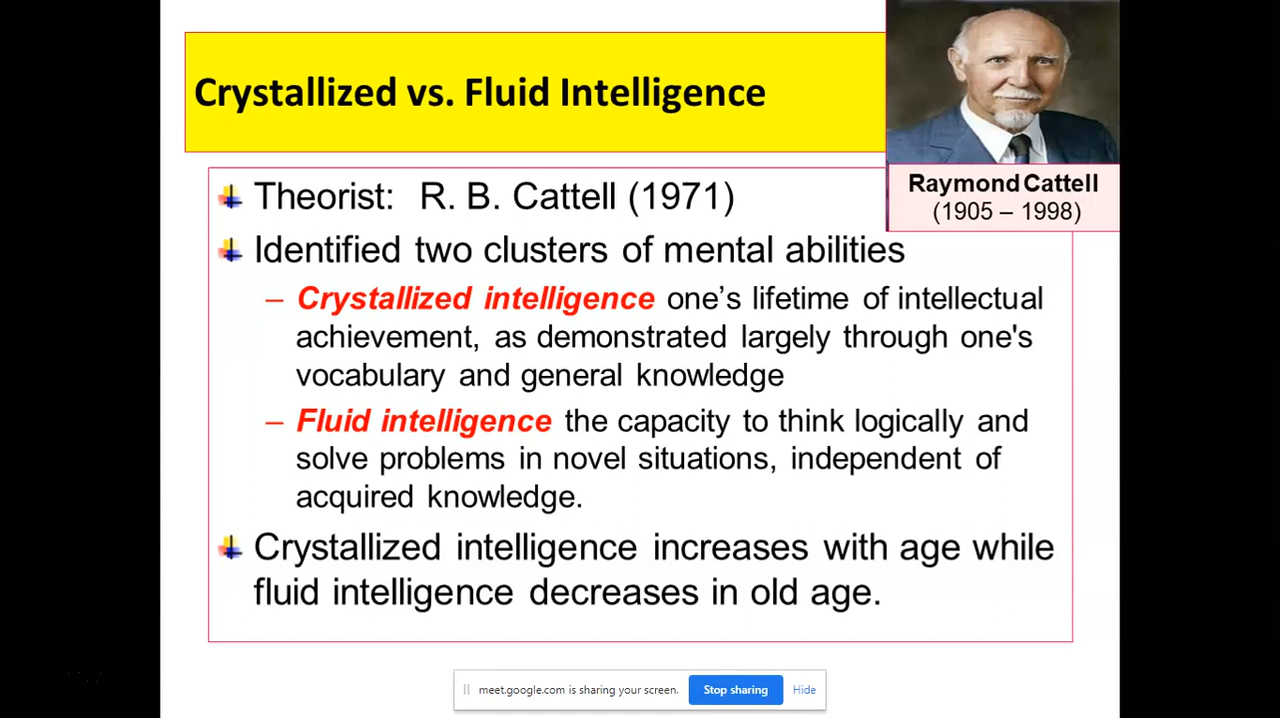 Crystallized vs. Fluid Intelligence
Raymond Cattell
(1905 – 1998)
Theorist: R. B. Cattell (1971)
Identified two clusters of mental abilities
– Crystallized intelligence one’s lifetime of intellectual
achievement, as demonstrated largely through one's
vocabulary and general knowledge
– Fluid intelligence the capacity to think logically and
solve problems in novel situations, independent of
acquired knowledge.
Crystallized intelligence increases with age while
fluid intelligence decreases in old age.
meet.google.com is sharing your screen.
Stop sharing
Hide